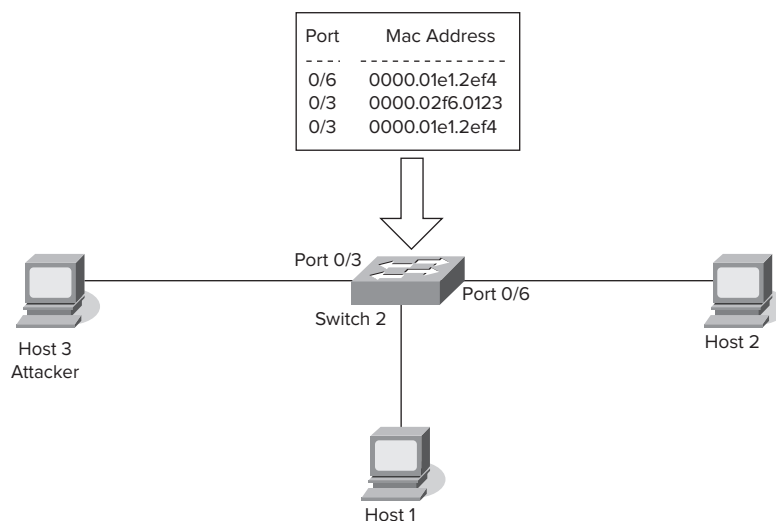 Port Mac Address
----- ---------------
0/6 0000.01e1.2ef4
0/3 0000.02f6.0123
0/3 0000.01e1.2ef4
Port 0/3
Port 0/6
Switch 2
Host 3
Attacker
Host 2
Host 1